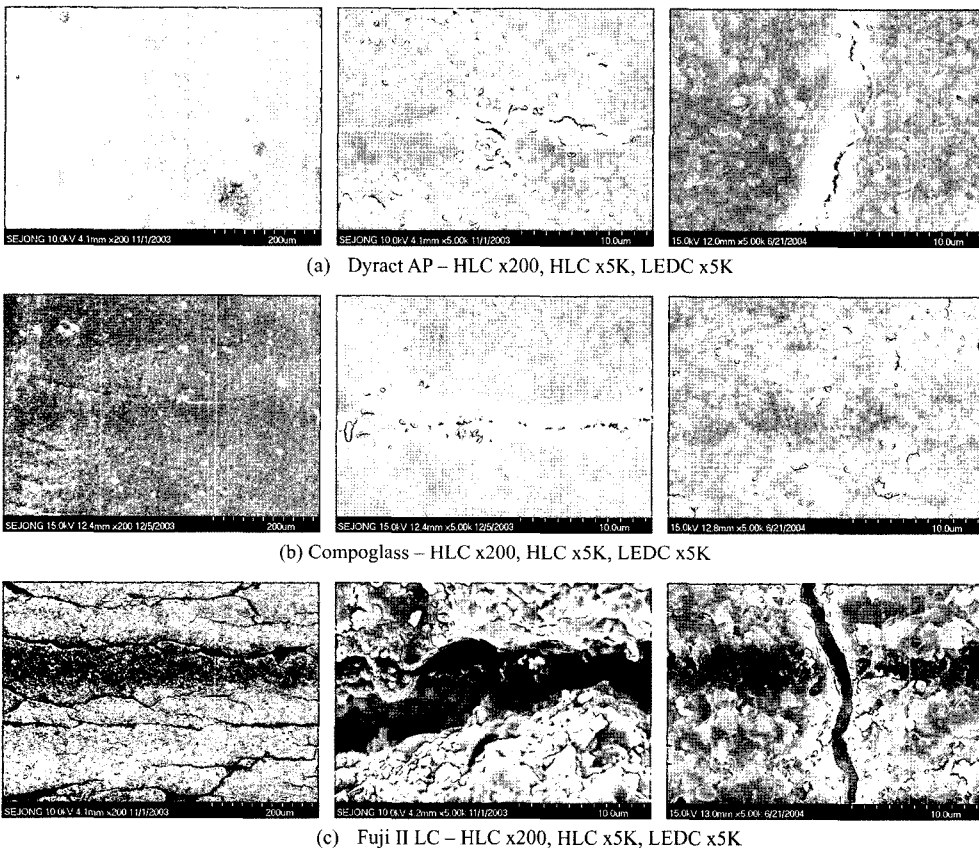 SEJONG 10.0kV 4.1mm x200 11/1/2003 200um
SEJONG 10.0kV 4.1mm x5.00k 11/1/2003 10.0um
15.0kV 12.0mm x5.00k 6/21/2004 10.0um
(a) Dyract AP – HLC x200, HLC x5K, LEDC x5K
SEJONG 15.0kV 12.4mm x200 12/5/2003 200um
SEJONG 15.0kV 12.4mm x5.00k 12/5/2003 10.0um
15.0kV 12.8mm x5.00k 6/21/2004 10.0um
(b) Compoglass – HLC x200, HLC x5K, LEDC x5K
SEJONG 10.0kV 4.1mm x200 11/1/2003 200um
SEJONG 10.0kV 4.2mm x5.00k 11/1/2003 10.0um
15.0kV 13.0mm x5.00k 6/21/2004 10.0um
(c) Fuji II LC – HLC x200, HLC x5K, LEDC x5K